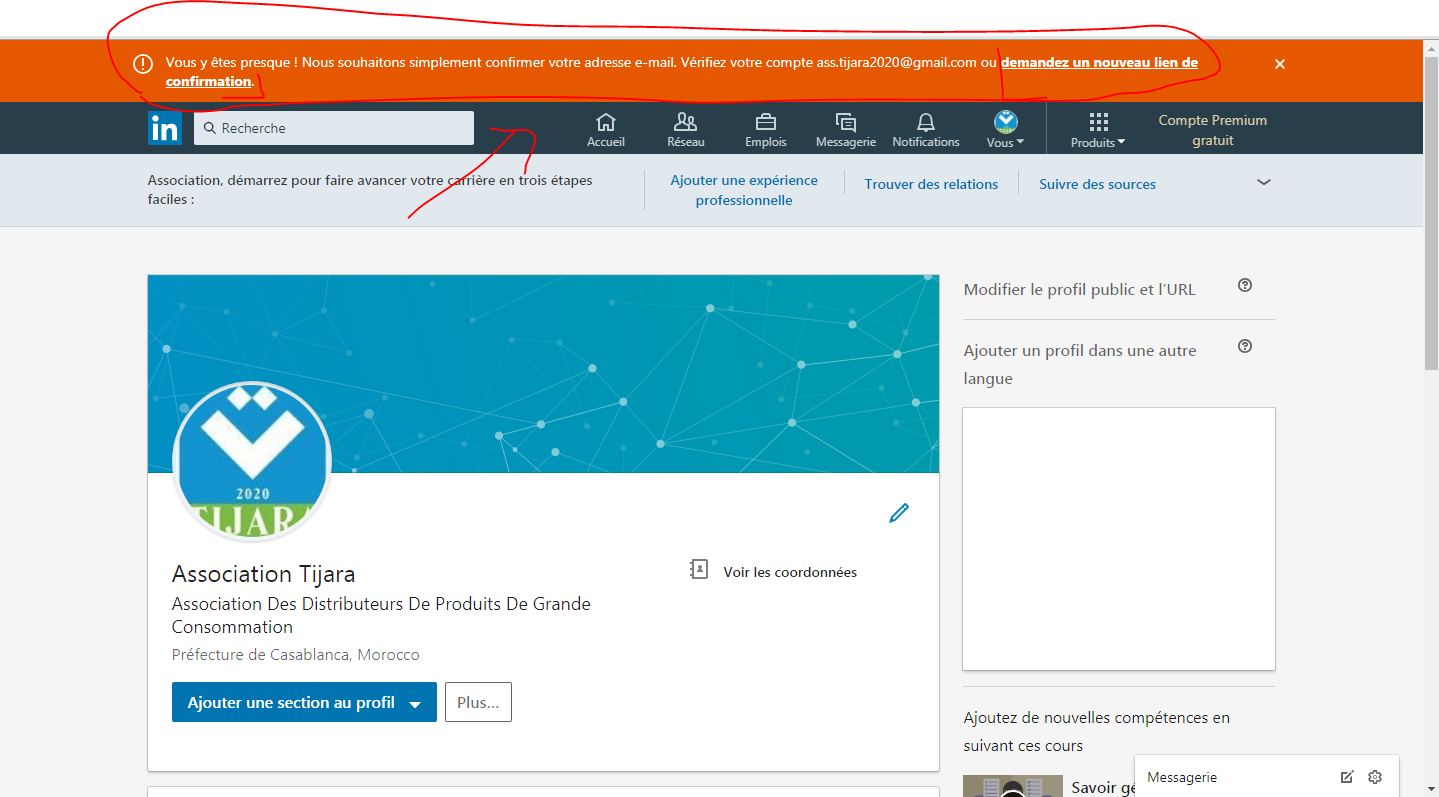 Vous y êtes presque ! Nous souhaitons simplement confirmer votre adresse e-mail. Vérifiez votre compte ass.tijara2020@gmail.com ou demandez un nouveau lien de
confirmation.
in
Recherche
Accueil
Réseau
Emplois
Messagerie
Notifications
Vous
Produits
Compte Premium
gratuit
Association, démarrez pour faire avancer votre carrière en trois étapes
faciles :
Ajouter une expérience
professionnelle
Trouver des relations
Suivre des sources
Modifier le profil public et l'URL
Ajouter un profil dans une autre
langue
2020
TIJARA
Association Tijara
Voir les coordonnées
Association Des Distributeurs De Produits De Grande
Consommation
Préfecture de Casablanca, Morocco
Ajouter une section au profil
Plus...
Ajoutez de nouvelles compétences en
suivant ces cours
Savoir
Messagerie